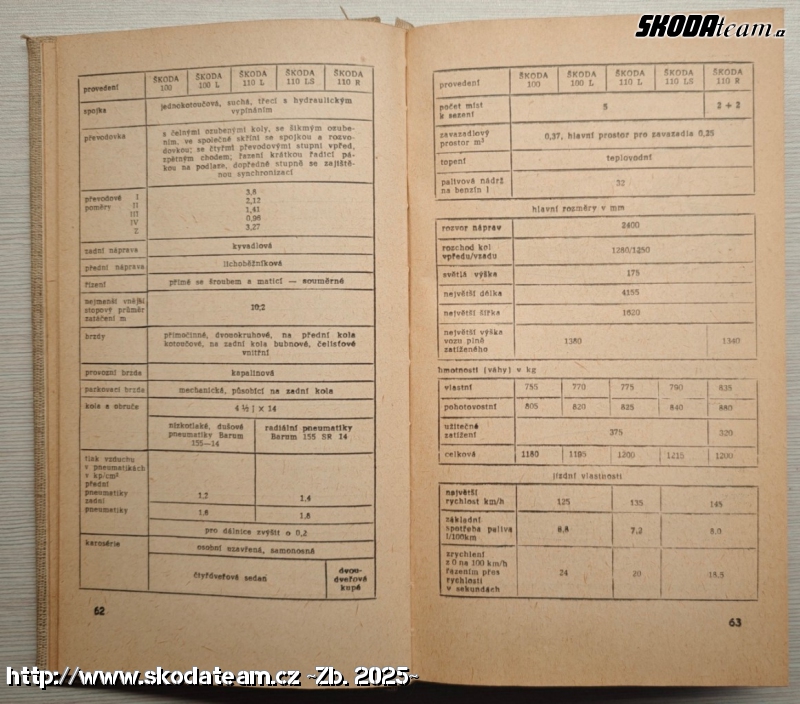 SKODAteam.cz
provedení ŠKODA 100 ŠKODA 100 L ŠKODA 110 L ŠKODA 110 LS ŠKODA 110 R
spojka jednokotoučová, suchá, třecí s hydraulickým
vypínáním
převodovka s čelními ozubenými koly, se šikmým ozube-
ním, ve společné skříni se spojkou a rozvo-
dovkou; se čtyřmi převodovými stupni vpřed,
zpětným chodem; řazení krátkou řadicí pá-
kou na podlaze, dopředné stupně se zajiště-
nou synchronizací
převodové I 3,8
poměry II 2,12
III 1,41
IV 0,96
Z 3,27
zadní náprava kyvadlová
přední náprava lichoběžníková
řízení přímé se šroubem a maticí — souměrné
nejmenší vnější
stopový průměr
zatáčení m 10,2
brzdy přímočinné, dvouokruhové, na přední kola
kotoučové, na zadní kola bubnové, čelisťové
vnitřní
provozní brzda kapalinová
parkovací brzda mechanická, působící na zadní kola
kola a obruče 4 ½ J × 14
nízkotlaké, dušové
pneumatiky Barum
155—14
radiální pneumatiky
Barum 155 SR 14
tlak vzduchu
v pneumatikách
v kp/cm²
přední
pneumatiky 1,2 1,4
zadní
pneumatiky 1,6 1,8
pro dálnice zvýšit o 0,2
karosérie osobní uzavřená, samonosná
čtyřdveřová sedan
dvou-
dveřová
kupé
62
provedení ŠKODA 100 ŠKODA 100 L ŠKODA 110 L ŠKODA 110 LS ŠKODA 110 R
počet míst
k sezení 5 2 + 2
zavazadlový
prostor m³ 0,37, hlavní prostor pro zavazadla 0,25
topení teplovodní
palivová nádrž
na benzín l 32
hlavní rozměry v mm
rozvor náprav 2400
rozchod kol
vpředu/vzadu 1280/1250
světlá výška 175
největší délka 4155
největší šířka 1620
největší výška
vozu plně
zatíženého 1380 1340
hmotnosti (váhy) v kg
vlastní 755 770 775 790 835
pohotovostní 805 820 825 840 880
užitečné
zatížení 375 320
celková 1180 1195 1200 1215 1200
jízdní vlastnosti
největší
rychlost km/h 125 135 145
základní
spotřeba paliva
l/100km 6,8 7,2 8,0
zrychlení
z 0 na 100 km/h
řazením přes
rychlosti
v sekundách 24 20 18,5
63
http://www.skodateam.cz ~Zb. 2025~